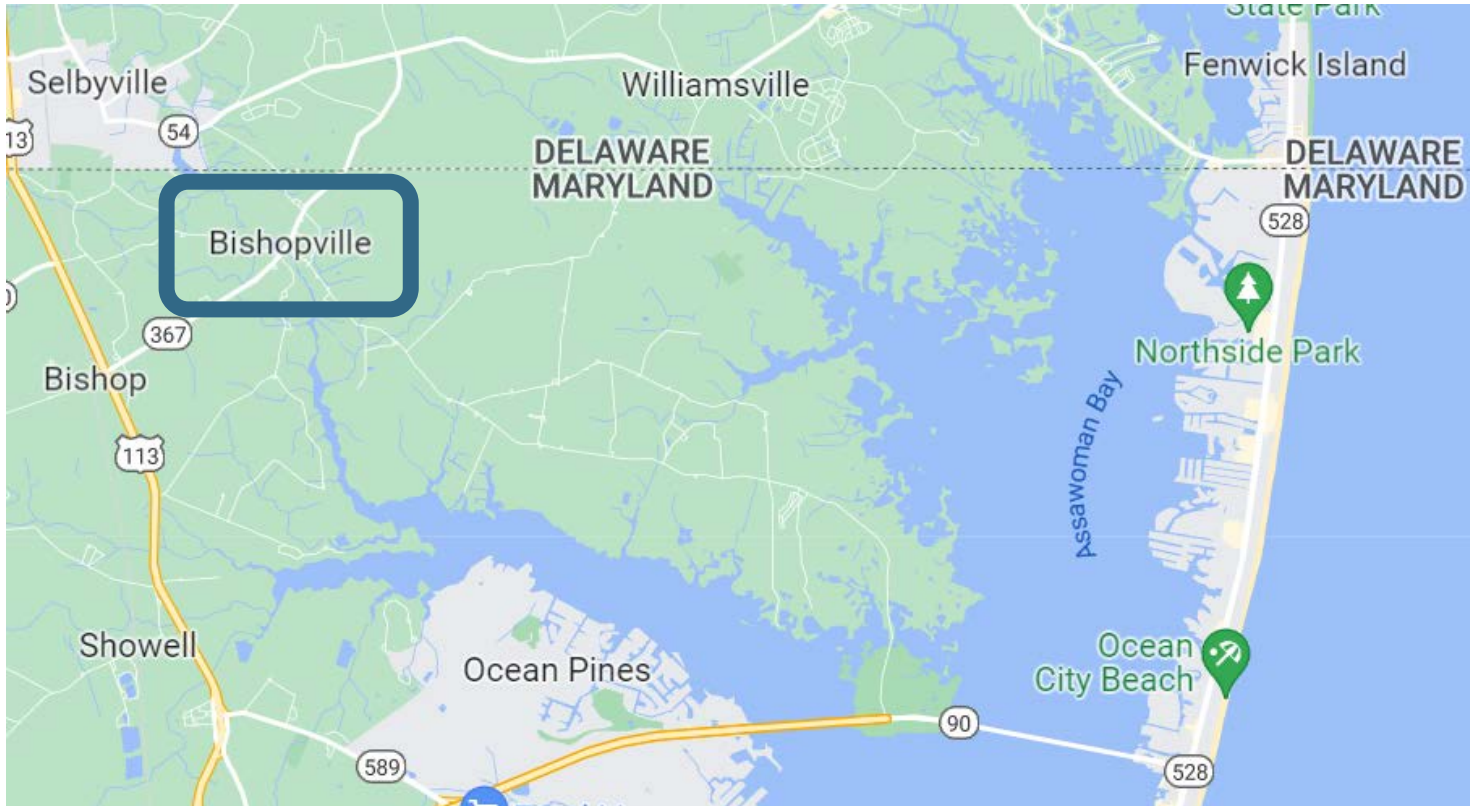 State Park
Fenwick Island
Selbyville
Williamsville
13
54
DELAWARE
MARYLAND
DELAWARE
MARYLAND
528
Bishopville
367
Northside Park
Bishop
Assawoman Bay
113
Showell
Ocean Pines
Ocean
City Beach
90
589
528